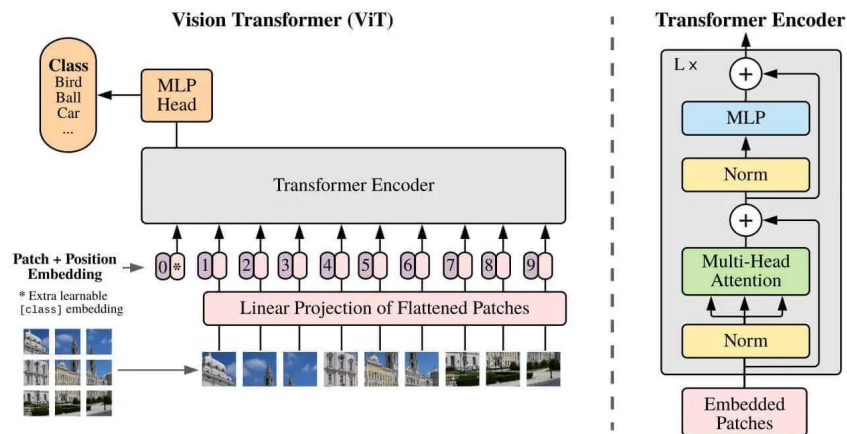 Vision Transformer (ViT)
Class
Bird
Ball
Car
...
MLP
Head
Transformer Encoder
Patch + Position
Embedding
0 * 1 2 3 4 5 6 7 8 9
* Extra learnable
[class] embedding
Linear Projection of Flattened Patches
Transformer Encoder
L ×
+
MLP
Norm
+
Multi-Head
Attention
Norm
Embedded
Patches